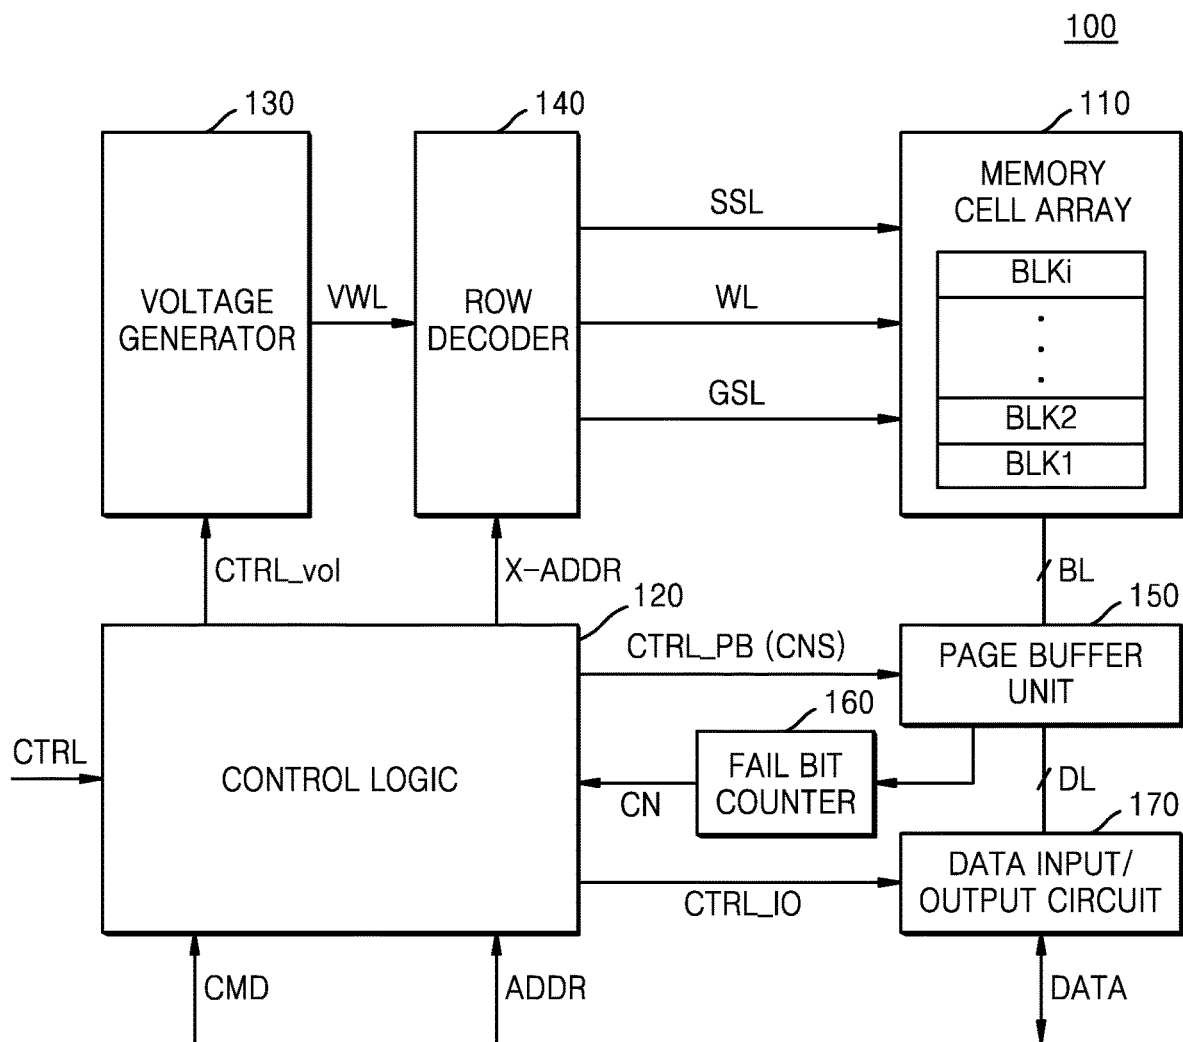 100
130
140
110
VOLTAGE
GENERATOR
VWL
ROW
DECODER
SSL
WL
GSL
MEMORY
CELL ARRAY
BLKi
BLK2
BLK1
CTRL_vol
X-ADDR
120
BL
150
CTRL_PB (CNS)
PAGE BUFFER
UNIT
160
CTRL
CONTROL LOGIC
CN
FAIL BIT
COUNTER
DL
170
CTRL_IO
DATA INPUT/
OUTPUT CIRCUIT
CMD
ADDR
DATA